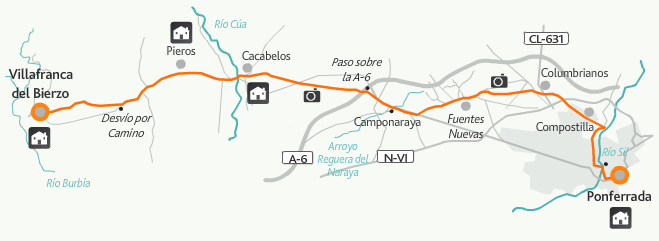 Río Cúa
CL-631
Pieros
Cacabelos
Paso sobre
la A-6
Villafranca
del Bierzo
Columbrianos
Desvío por
Camino
Camponaraya
Fuentes
Nuevas
Compostilla
Arroyo
Reguera del
Naraya
A-6
N-VI
Río Sil
Río Burbía
Ponferrada